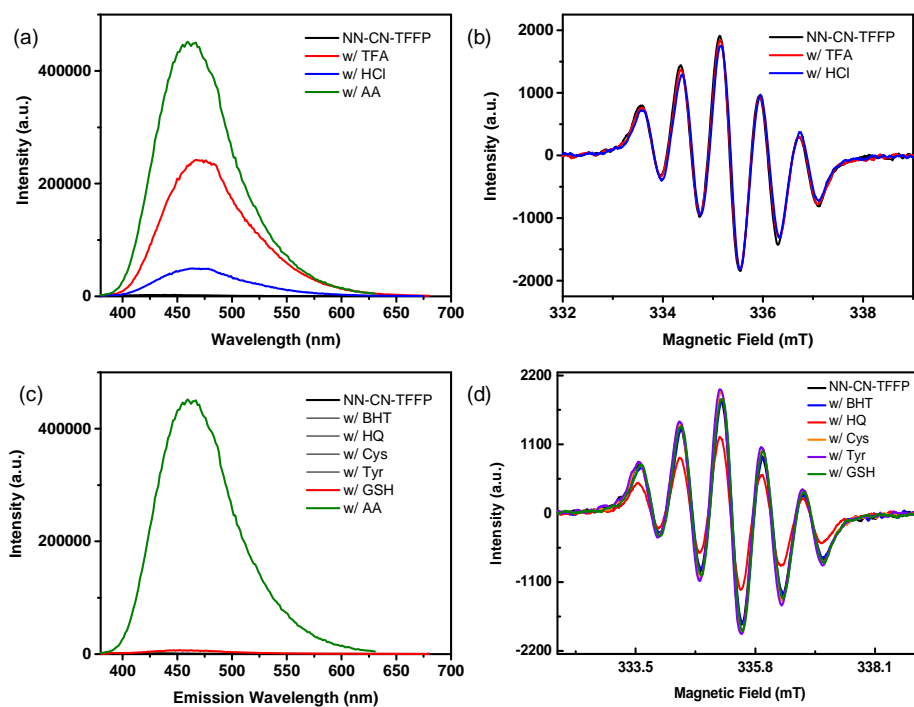 (a)
NN-CN-TFFP
w/ TFA
w/ HCl
w/ AA
400000
200000
0
Intensity (a.u.)
400 450 500 550 600 650 700
Wavelength (nm)
(b)
NN-CN-TFFP
w/ TFA
w/ HCl
2000
1000
0
-1000
-2000
Intensity (a.u.)
332 334 336 338
Magnetic Field (mT)
(c)
NN-CN-TFFP
w/ BHT
w/ HQ
w/ Cys
w/ Tyr
w/ GSH
w/ AA
400000
200000
0
Intensity (a.u.)
400 450 500 550 600 650 700
Emission Wavelength (nm)
(d)
NN-CN-TFFP
w/ BHT
w/ HQ
w/ Cys
w/ Tyr
w/ GSH
2200
1100
0
-1100
-2200
Intensity (a.u.)
333.5 335.8 338.1
Magnetic Field (mT)